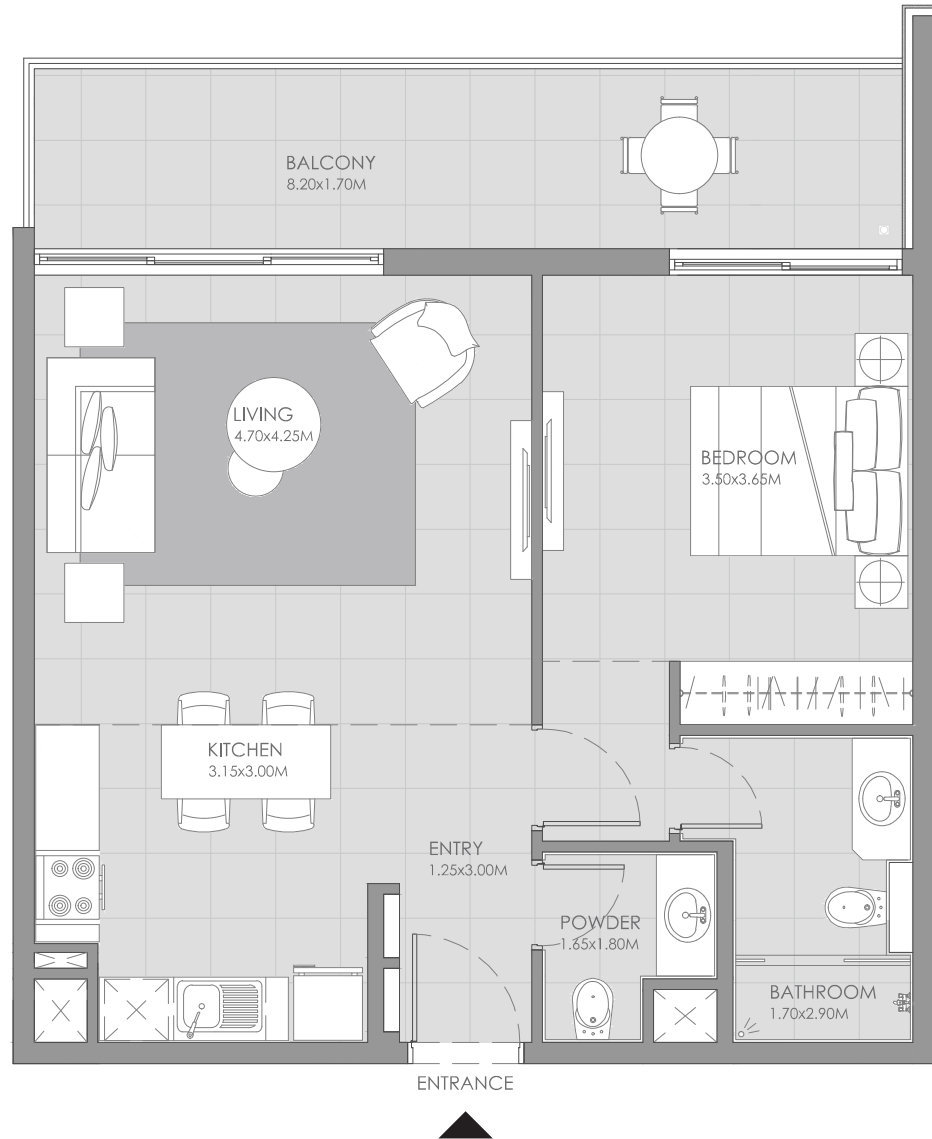 BALCONY
8.20x1.70M
LIVING
4.70x4.25M
BEDROOM
3.50x3.65M
KITCHEN
3.15x3.00M
ENTRY
1.25x3.00M
POWDER
1.65x1.80M
BATHROOM
1.70x2.90M
ENTRANCE